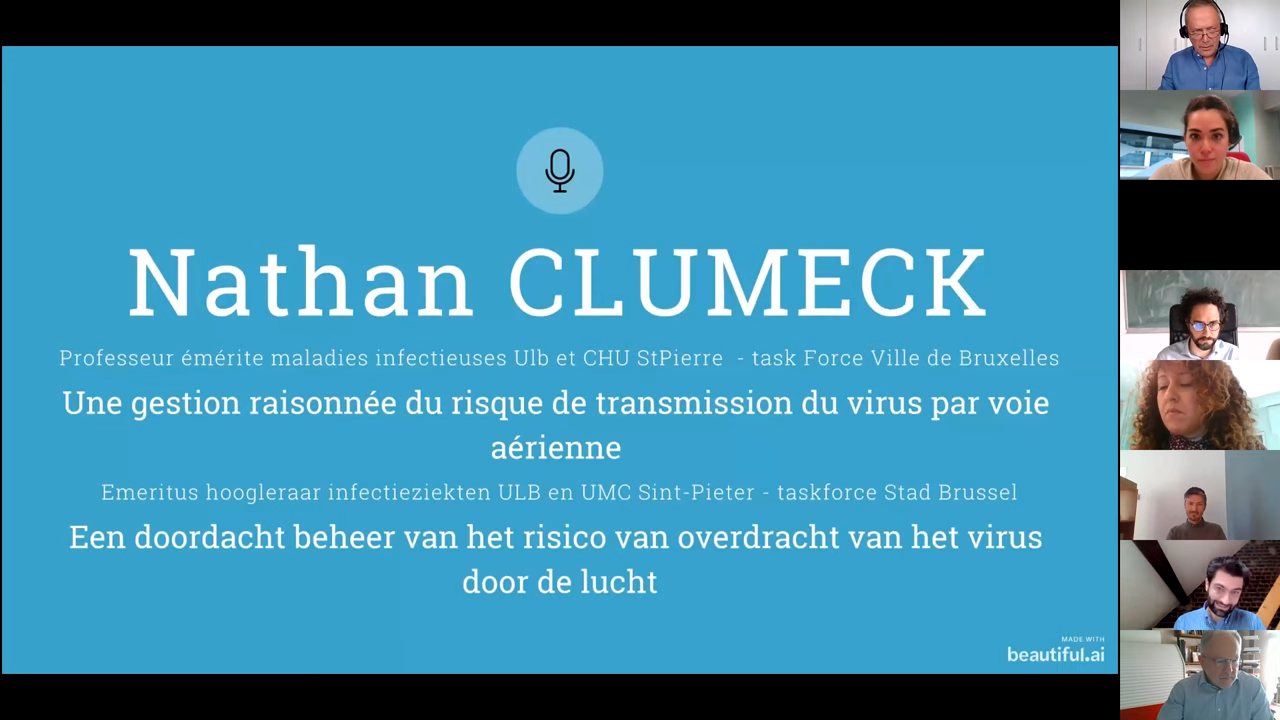 Nathan CLUMECK
Professeur émérite maladies infectieuses Ulb et CHU StPierre - task Force Ville de Bruxelles
Une gestion raisonnée du risque de transmission du virus par voie
aérienne
Emeritus hoogleraar infectieziekten ULB en UMC Sint-Pieter - taskforce Stad Brussel
Een doordacht beheer van het risico van overdracht van het virus
door de lucht
MADE WITH
beautiful.ai